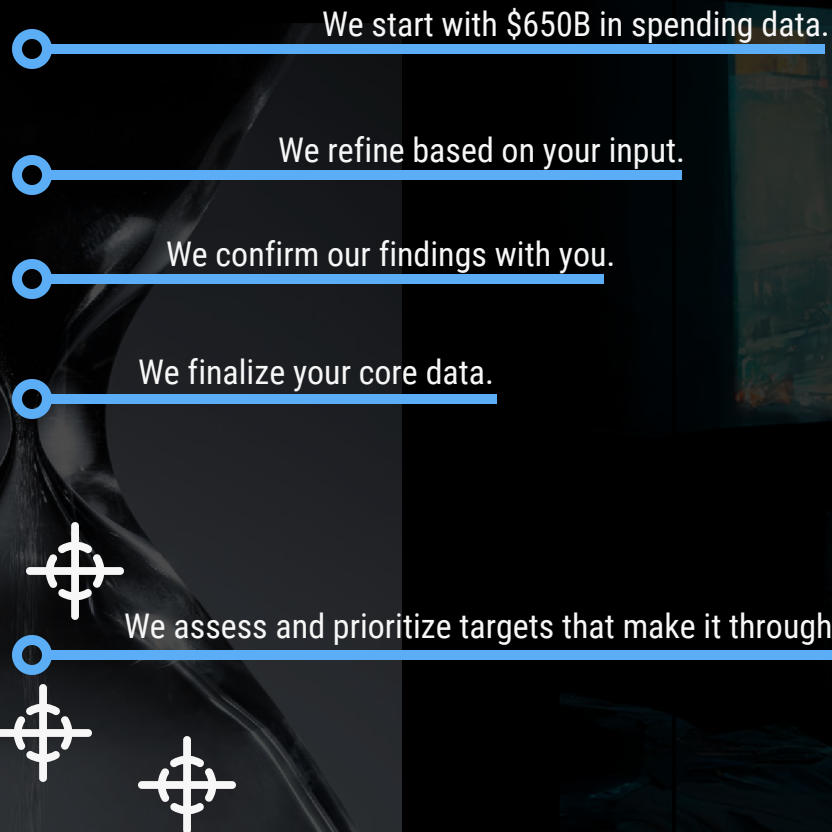 We start with $650B in spending data.
We refine based on your input.
We confirm our findings with you.
We finalize your core data.
We assess and prioritize targets that make it through